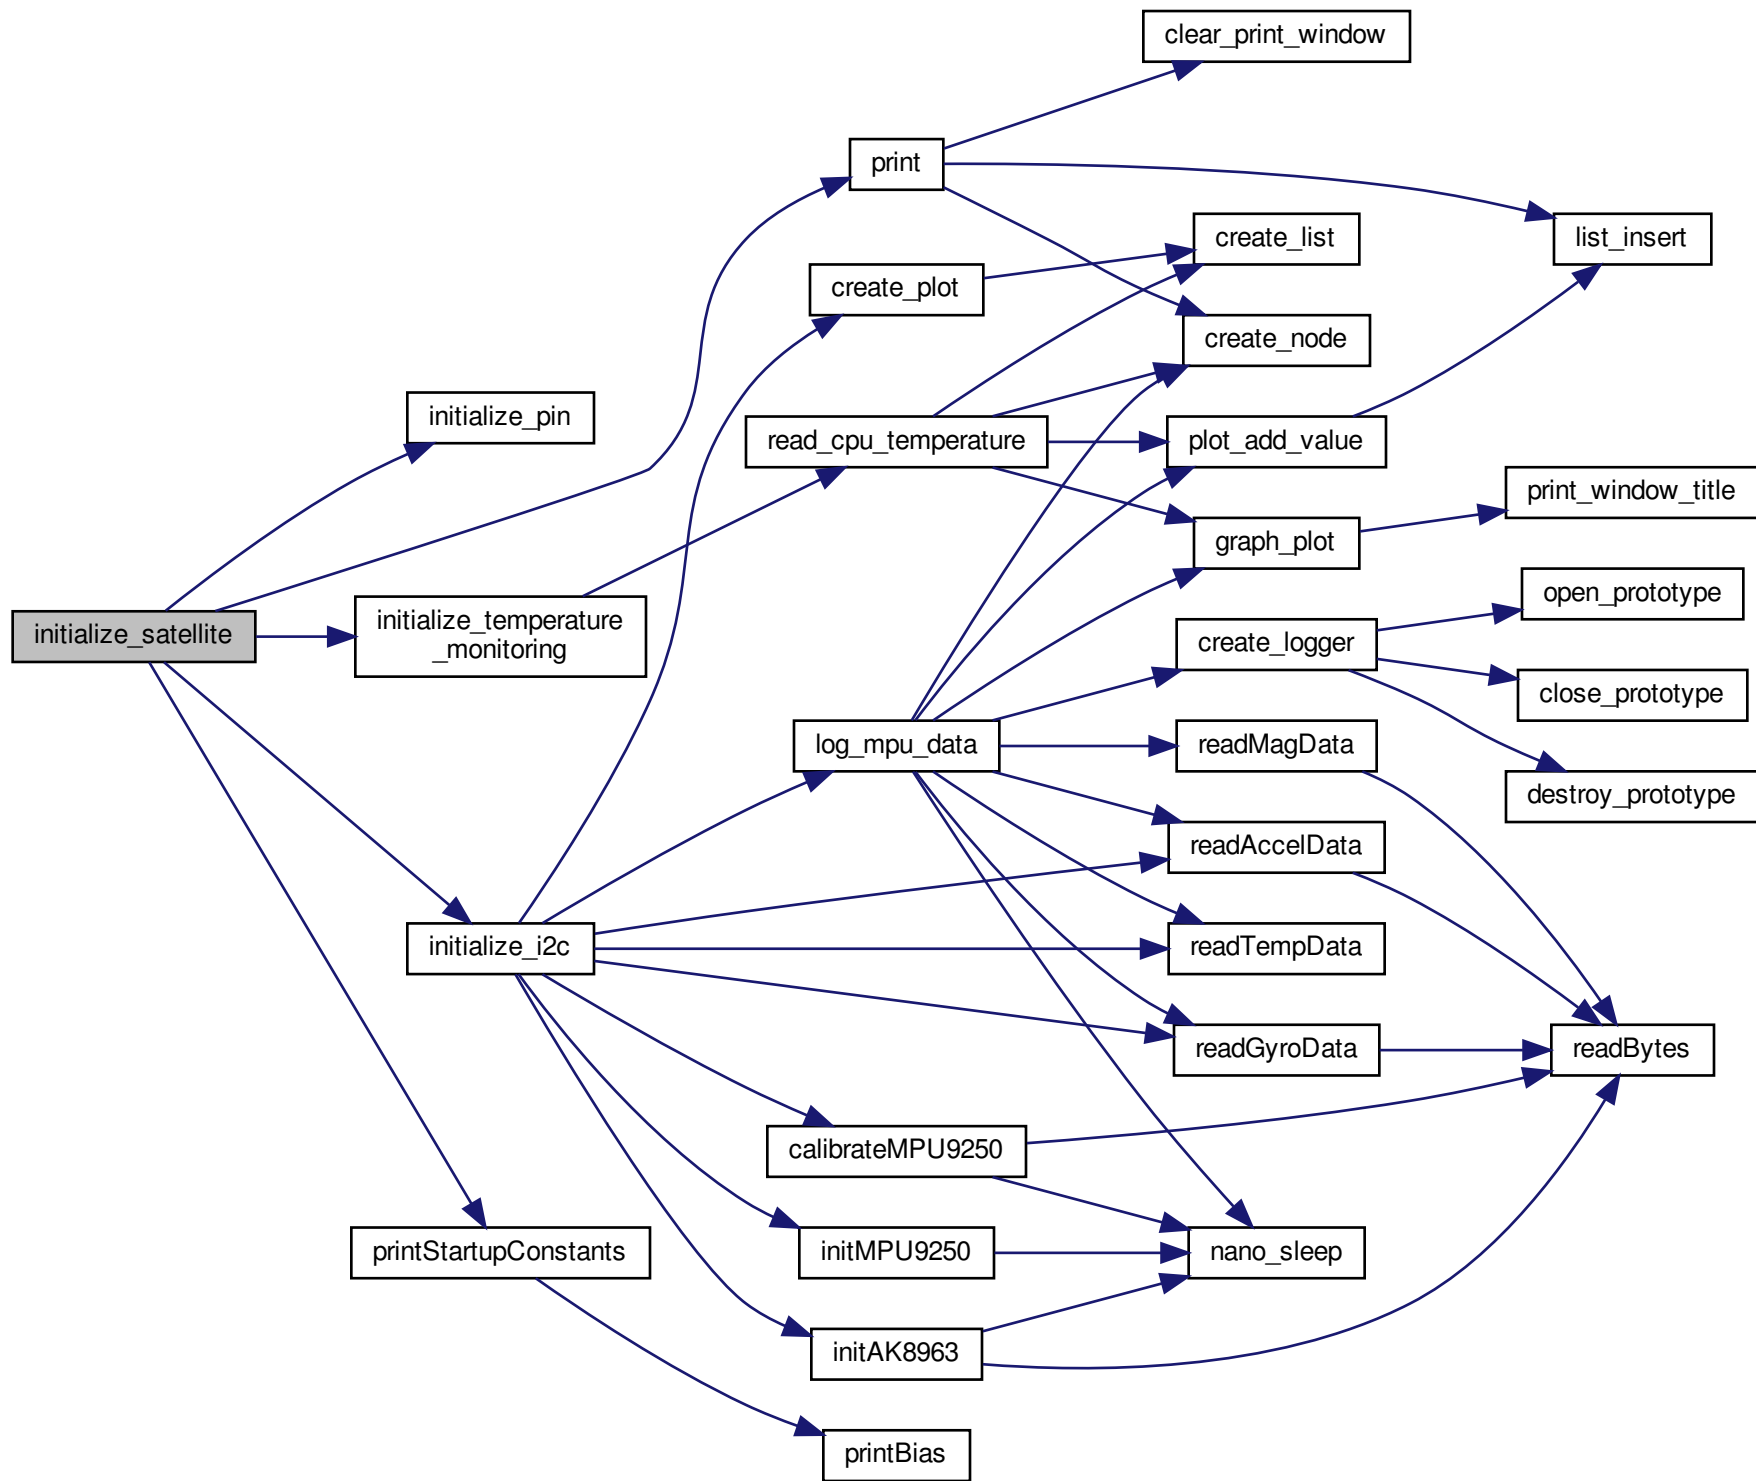 clear_print_window
print
create_list
list_insert
create_plot
create_node
initialize_pin
read_cpu_temperature
plot_add_value
print_window_title
graph_plot
open_prototype
initialize_satellite
initialize_temperature
_monitoring
create_logger
close_prototype
log_mpu_data
readMagData
destroy_prototype
readAccelData
initialize_i2c
readTempData
readGyroData
readBytes
calibrateMPU9250
printStartupConstants
initMPU9250
nano_sleep
initAK8963
printBias